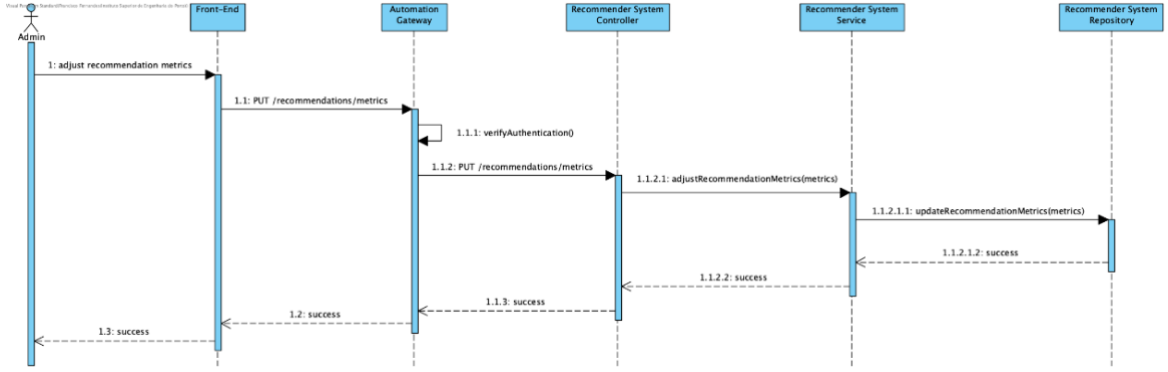 Admin
Front-End
Automation
Gateway
Recommender System
Controller
Recommender System
Service
Recommender System
Repository
1: adjust recommendation metrics
1.1: PUT /recommendations/metrics
1.1.1: verifyAuthentication()
1.1.2: PUT /recommendations/metrics
1.1.2.1: adjustRecommendationMetrics(metrics)
1.1.2.1.1: updateRecommendationMetrics(metrics)
1.1.2.1.2: success
1.1.2.2: success
1.1.3: success
1.2: success
1.3: success